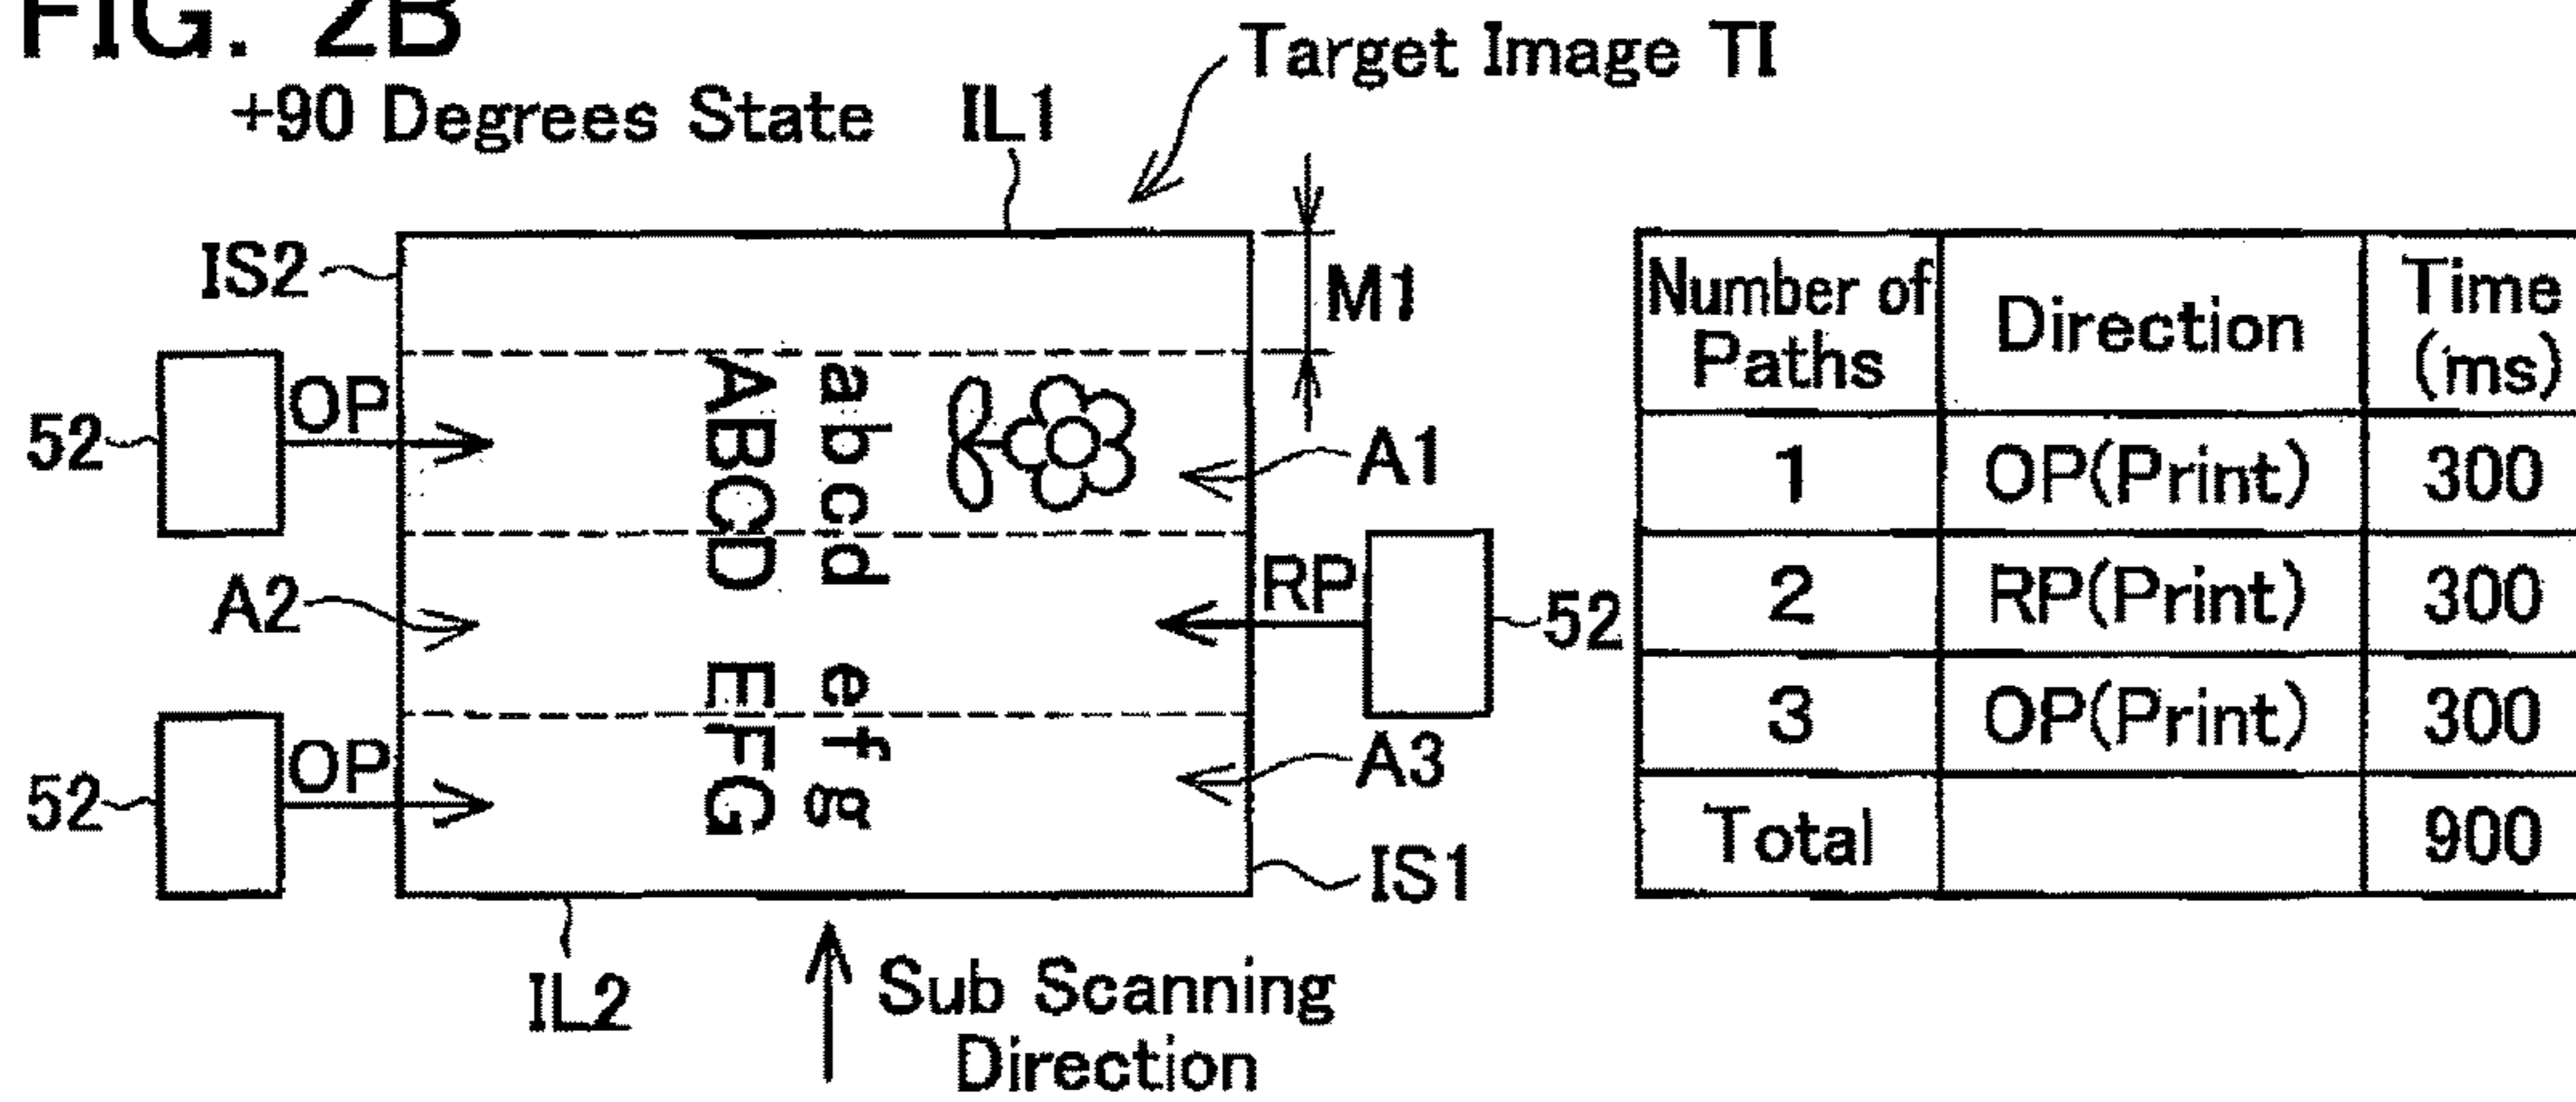 FIG. 2B
+90 Degrees State
IL1
Target Image TI
IS2
M1
52
OP
abcd
ABCD
A1
A2
RP
52
efg
EFG
52
OP
A3
IS1
IL2
Sub Scanning
Direction
Number of Paths Direction Time (ms)
1 OP(Print) 300
2 RP(Print) 300
3 OP(Print) 300
Total 900